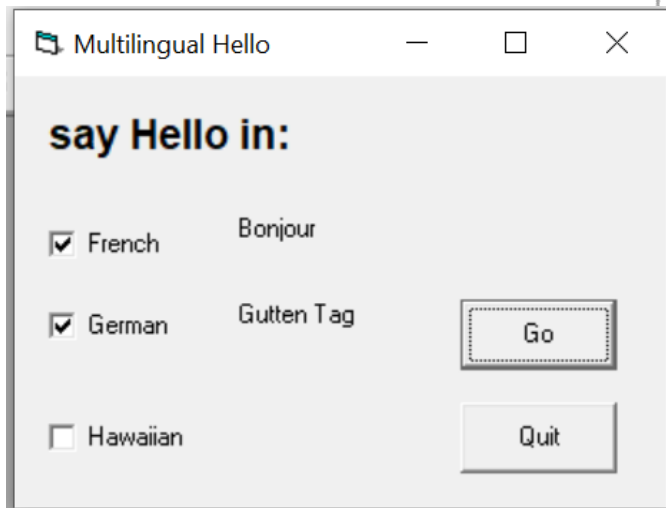 Multilingual Hello
say Hello in:
French Bonjour
German Gutten Tag
Go
Hawaiian Quit